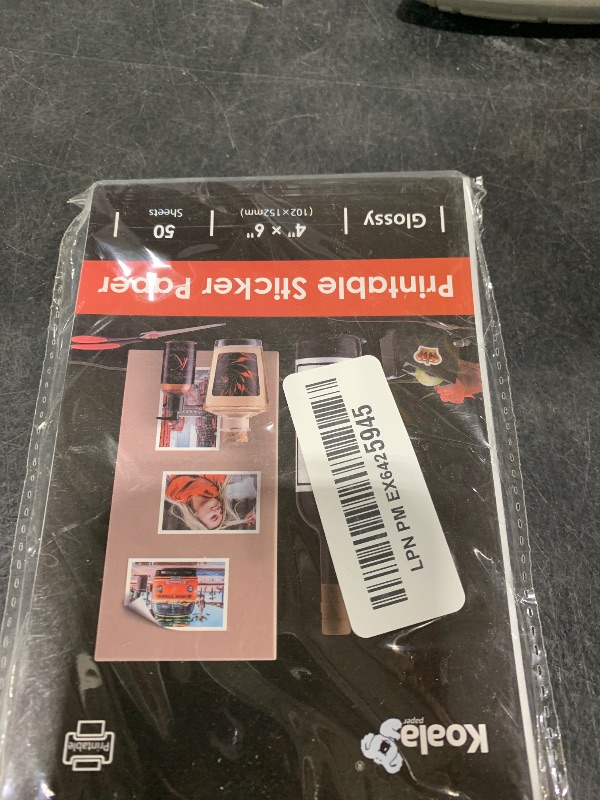 Koala
paper
®
Printable
Printable Sticker Paper
Glossy
4" × 6"
(102×152mm)
50
Sheets
LPN PM EX6425945